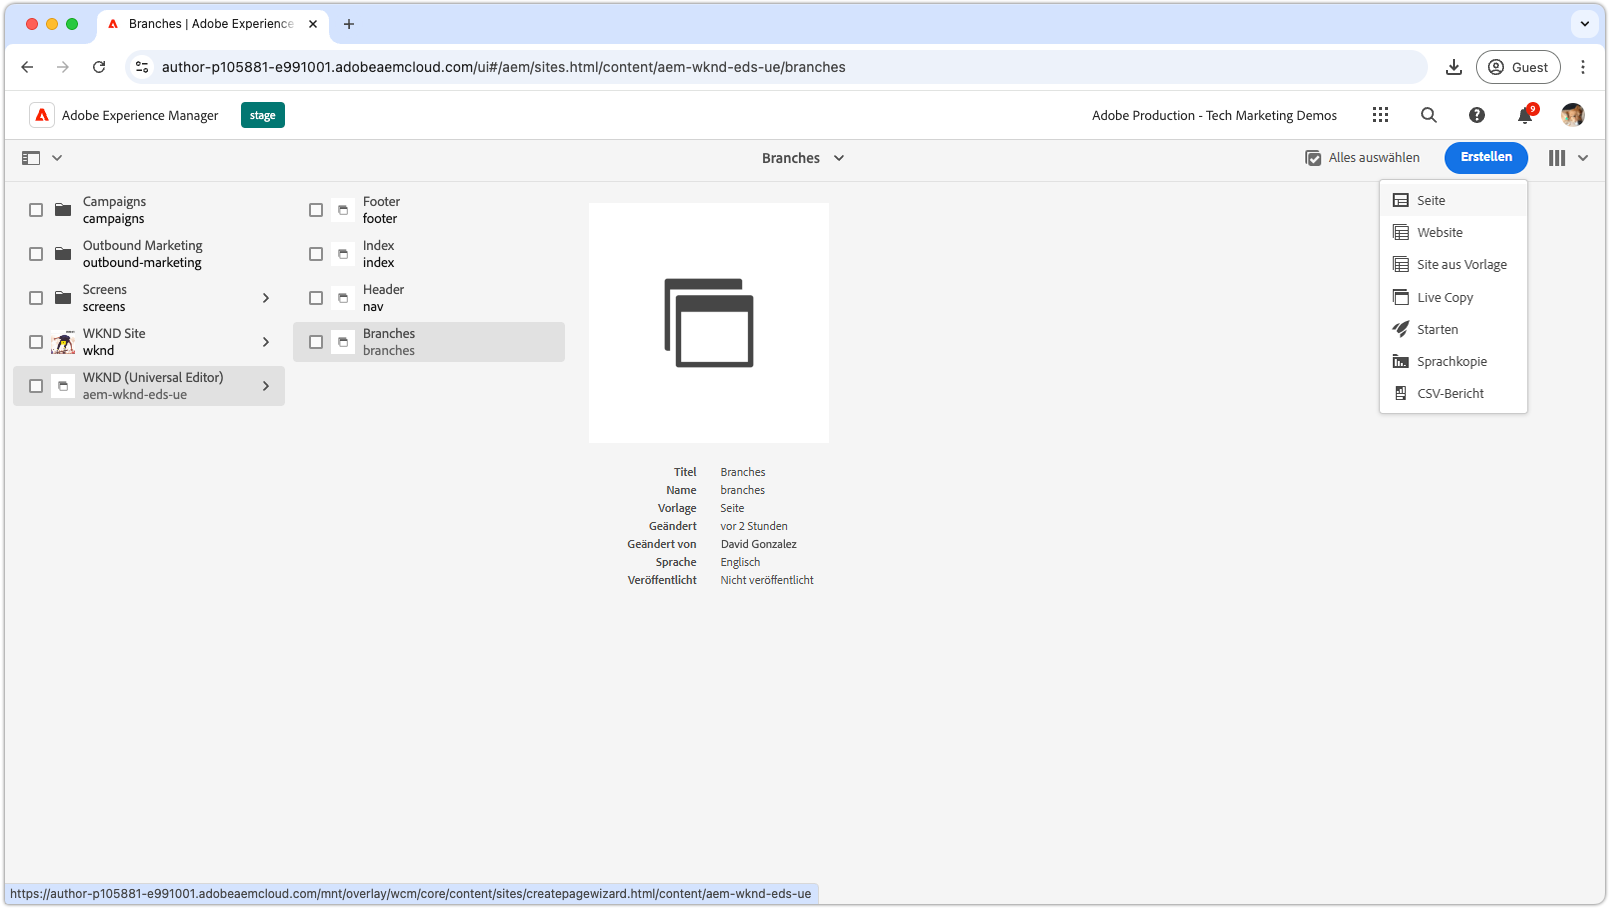 Branches | Adobe Experience
author-p105881-e991001.adobeaemcloud.com/ui#/aem/sites.html/content/aem-wknd-eds-ue/branches
Guest
Adobe Experience Manager
stage
Adobe Production - Tech Marketing Demos
9
Branches
Alles auswählen
Erstellen
Campaigns
campaigns
Outbound Marketing
outbound-marketing
Screens
screens
WKND Site
wknd
WKND (Universal Editor)
aem-wknd-eds-ue
Footer
footer
Index
index
Header
nav
Branches
branches
Titel Branches
Name branches
Vorlage Seite
Geändert vor 2 Stunden
Geändert von David Gonzalez
Sprache Englisch
Veröffentlicht Nicht veröffentlicht
Seite
Website
Site aus Vorlage
Live Copy
Starten
Sprachkopie
CSV-Bericht
https://author-p105881-e991001.adobeaemcloud.com/mnt/overlay/wcm/core/content/sites/createpagewizard.html/content/aem-wknd-eds-ue